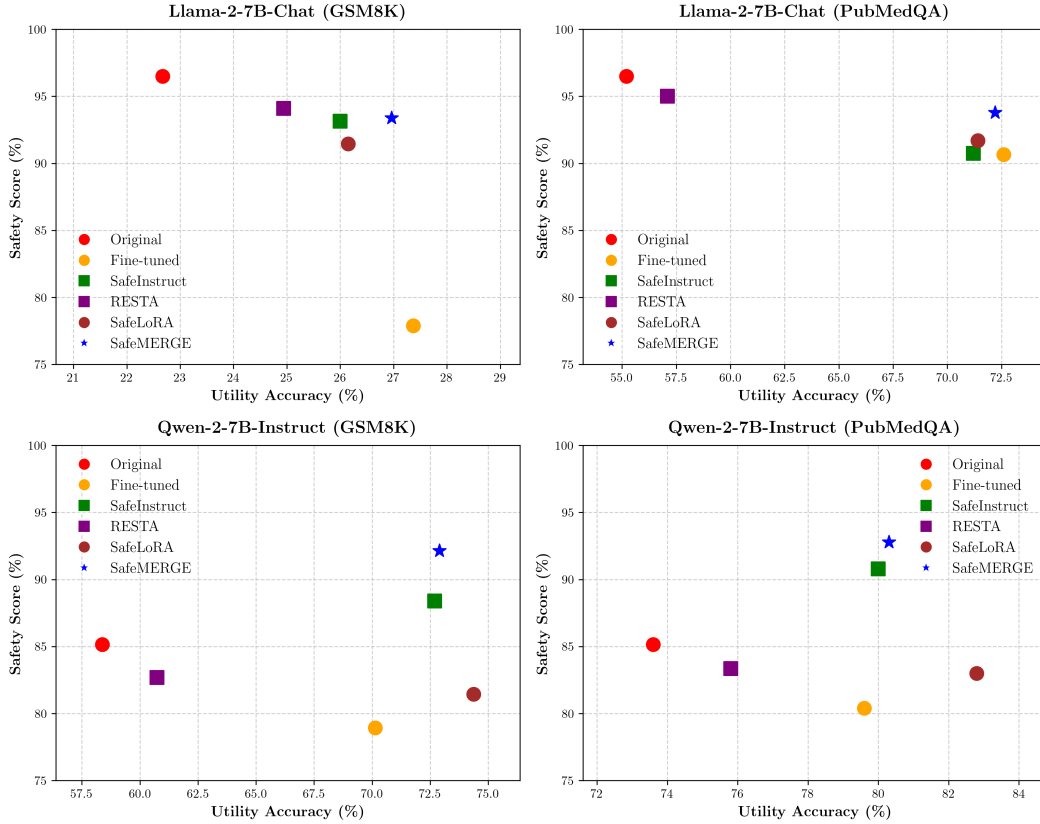 Llama-2-7B-Chat (GSM8K)
100
95
90
85
80
75
Safety Score (%)
Original
Fine-tuned
SafeInstruct
RESTA
SafeLoRA
SafeMERGE
21 22 23 24 25 26 27 28 29
Utility Accuracy (%)
Llama-2-7B-Chat (PubMedQA)
100
95
90
85
80
75
Safety Score (%)
Original
Fine-tuned
SafeInstruct
RESTA
SafeLoRA
SafeMERGE
55.0 57.5 60.0 62.5 65.0 67.5 70.0 72.5
Utility Accuracy (%)
Qwen-2-7B-Instruct (GSM8K)
100
95
90
85
80
75
Safety Score (%)
Original
Fine-tuned
SafeInstruct
RESTA
SafeLoRA
SafeMERGE
57.5 60.0 62.5 65.0 67.5 70.0 72.5 75.0
Utility Accuracy (%)
Qwen-2-7B-Instruct (PubMedQA)
100
95
90
85
80
75
Safety Score (%)
Original
Fine-tuned
SafeInstruct
RESTA
SafeLoRA
SafeMERGE
72 74 76 78 80 82 84
Utility Accuracy (%)